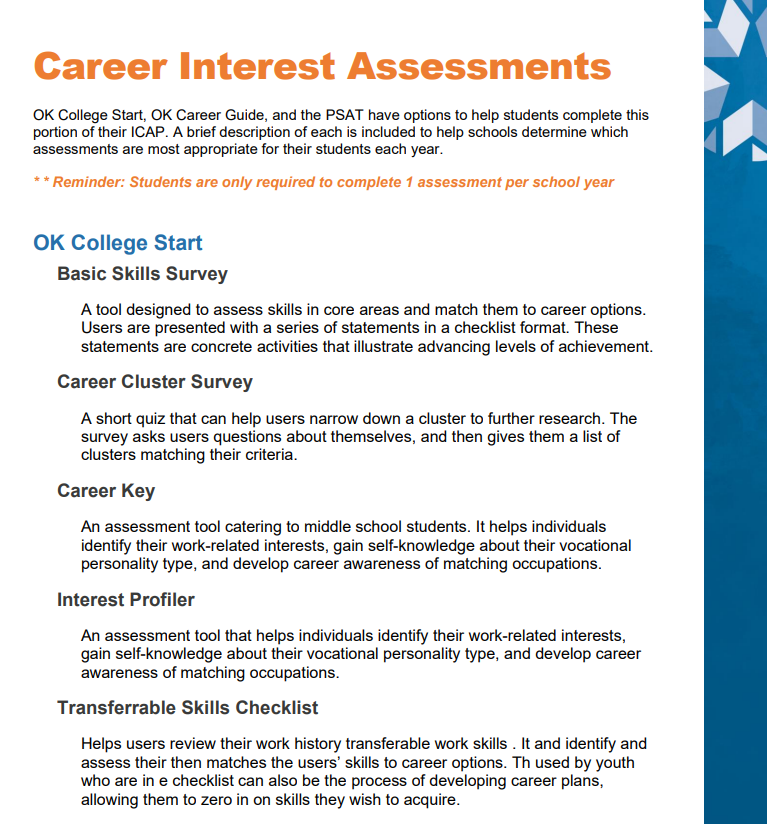 Career Interest Assessments
OK College Start, OK Career Guide, and the PSAT have options to help students complete this
portion of their ICAP. A brief description of each is included to help schools determine which
assessments are most appropriate for their students each year.
* * Reminder: Students are only required to complete 1 assessment per school year
OK College Start
Basic Skills Survey
A tool designed to assess skills in core areas and match them to career options.
Users are presented with a series of statements in a checklist format. These
statements are concrete activities that illustrate advancing levels of achievement.
Career Cluster Survey
A short quiz that can help users narrow down a cluster to further research. The
survey asks users questions about themselves, and then gives them a list of
clusters matching their criteria.
Career Key
An assessment tool catering to middle school students. It helps individuals
identify their work-related interests, gain self-knowledge about their vocational
personality type, and develop career awareness of matching occupations.
Interest Profiler
An assessment tool that helps individuals identify their work-related interests,
gain self-knowledge about their vocational personality type, and develop career
awareness of matching occupations.
Transferrable Skills Checklist
Helps users review their work history transferable work skills . It and identify and
assess their then matches the users’ skills to career options. Th used by youth
who are in e checklist can also be the process of developing career plans,
allowing them to zero in on skills they wish to acquire.